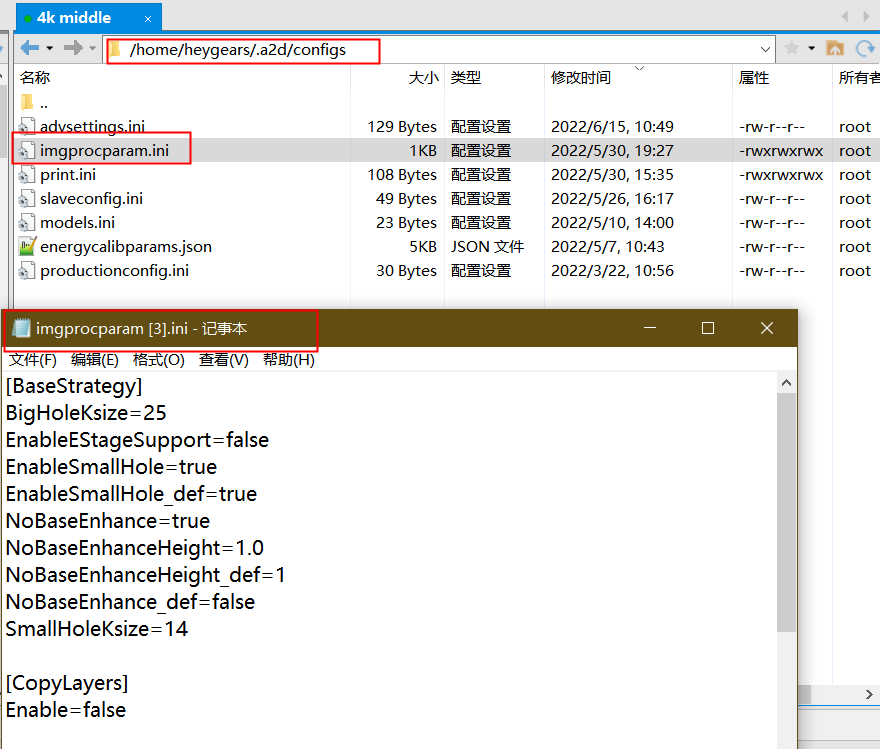 4k middle
/home/heygears/.a2d/configs
名称 大小 类型 修改时间 属性 所有者
..
advsettings.ini 129 Bytes 配置设置 2022/6/15, 10:49 -rw-r--r-- root
imgprocparam.ini 1KB 配置设置 2022/5/30, 19:27 -rwxrwxrwx root
print.ini 108 Bytes 配置设置 2022/5/30, 15:35 -rwxrwxrwx root
slaveconfig.ini 49 Bytes 配置设置 2022/5/26, 16:17 -rw-r--r-- root
models.ini 23 Bytes 配置设置 2022/5/10, 14:00 -rw-r--r-- root
energycalibparams.json 5KB JSON 文件 2022/5/7, 10:43 -rw-r--r-- root
productionconfig.ini 30 Bytes 配置设置 2022/3/22, 10:56 -rw-r--r-- root
imgprocparam [3].ini - 记事本
文件(F) 编辑(E) 格式(O) 查看(V) 帮助(H)
[BaseStrategy]
BigHoleKsize=25
EnableEStageSupport=false
EnableSmallHole=true
EnableSmallHole_def=true
NoBaseEnhance=true
NoBaseEnhanceHeight=1.0
NoBaseEnhanceHeight_def=1
NoBaseEnhance_def=false
SmallHoleKsize=14
[CopyLayers]
Enable=false